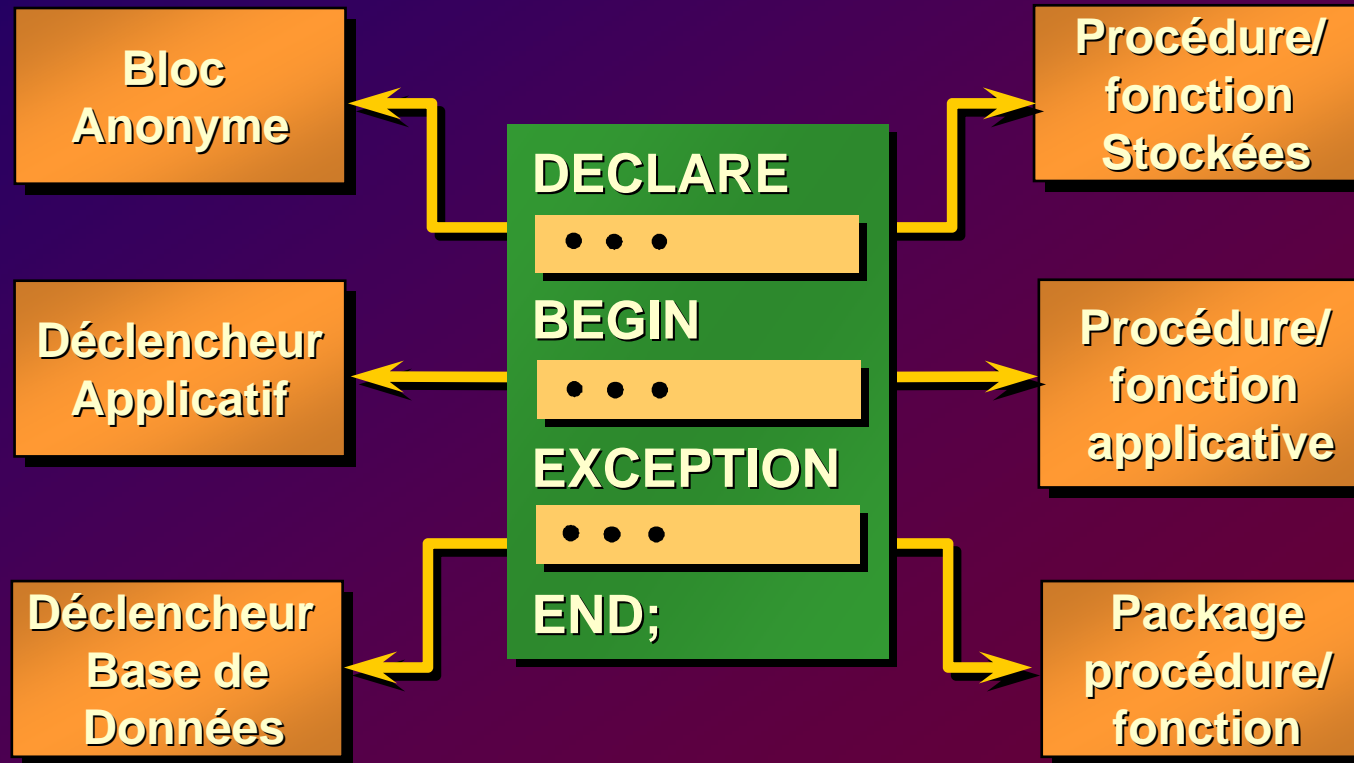 Bloc
Anonyme
Déclencheur
Applicatif
Déclencheur
Base de
Données
DECLARE
• • •
BEGIN
• • •
EXCEPTION
• • •
END;
Procédure/
fonction
Stockées
Procédure/
fonction
applicative
Package
procédure/
fonction